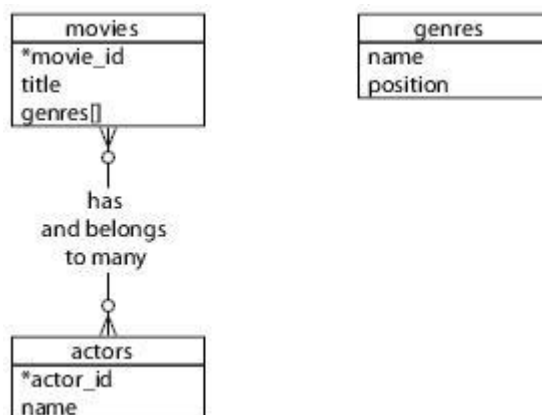 movies
*movie_id
title
genres[]
has
and belongs
to many
actors
*actor_id
name
genres
name
position